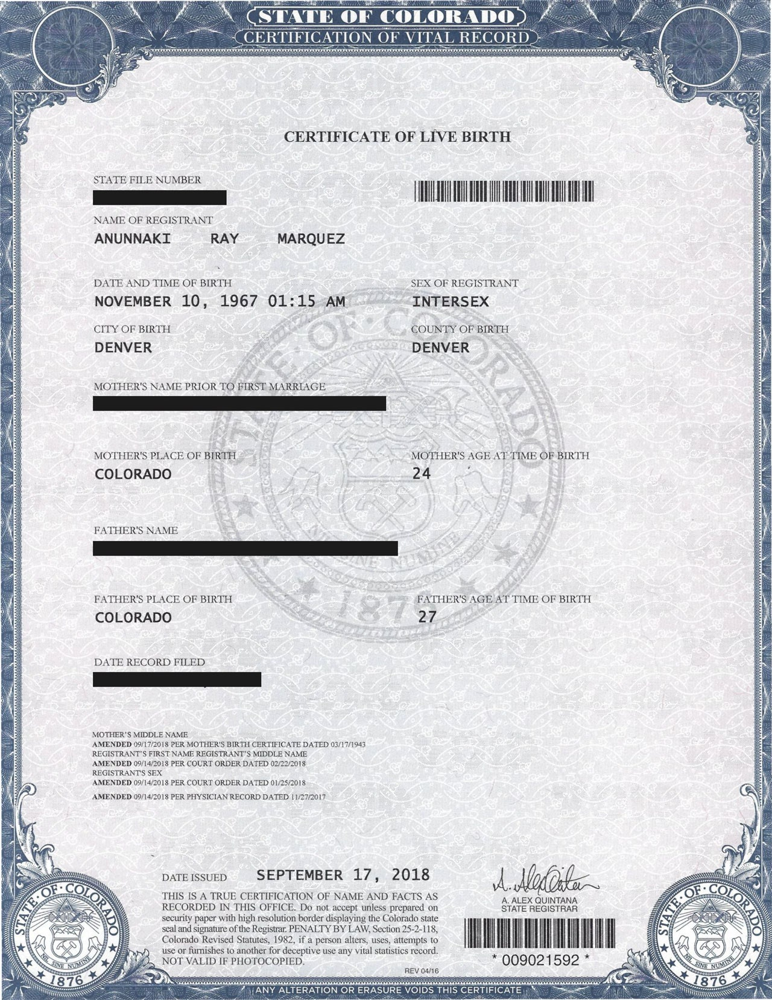 STATE OF COLORADO
CERTIFICATION OF VITAL RECORD
CERTIFICATE OF LIVE BIRTH
STATE FILE NUMBER
NAME OF REGISTRANT
ANUNNAKI RAY MARQUEZ
DATE AND TIME OF BIRTH SEX OF REGISTRANT
NOVEMBER 10, 1967 01:15 AM INTERSEX
CITY OF BIRTH COUNTY OF BIRTH
DENVER DENVER
MOTHER'S NAME PRIOR TO FIRST MARRIAGE
MOTHER'S PLACE OF BIRTH MOTHER'S AGE AT TIME OF BIRTH
COLORADO 24
FATHER'S NAME
FATHER'S PLACE OF BIRTH FATHER'S AGE AT TIME OF BIRTH
COLORADO 27
DATE RECORD FILED
STATE · OF · COLORADO
NIL SINE NUMINE
1876
MOTHER'S MIDDLE NAME
AMENDED 09/17/2018 PER MOTHER'S BIRTH CERTIFICATE DATED 03/17/1943
REGISTRANT'S FIRST NAME REGISTRANT'S MIDDLE NAME
AMENDED 09/14/2018 PER COURT ORDER DATED 02/22/2018
REGISTRANT'S SEX
AMENDED 09/14/2018 PER COURT ORDER DATED 01/25/2018
AMENDED 09/14/2018 PER PHYSICIAN RECORD DATED 11/27/2017
DATE ISSUED SEPTEMBER 17, 2018
THIS IS A TRUE CERTIFICATION OF NAME AND FACTS AS
RECORDED IN THIS OFFICE. Do not accept unless prepared on
security paper with high resolution border displaying the Colorado state
seal and signature of the Registrar. PENALTY BY LAW, Section 25-2-118,
Colorado Revised Statutes, 1982, if a person alters, uses, attempts to
use or furnishes to another for deceptive use any vital statistics record.
NOT VALID IF PHOTOCOPIED.
REV 04/16
A. Alex Quintana
A. ALEX QUINTANA
STATE REGISTRAR
* 009021592 *
STATE · OF · COLORADO
NIL SINE NUMINE
1876
STATE · OF · COLORADO
NIL SINE NUMINE
1876
ANY ALTERATION OR ERASURE VOIDS THIS CERTIFICATE